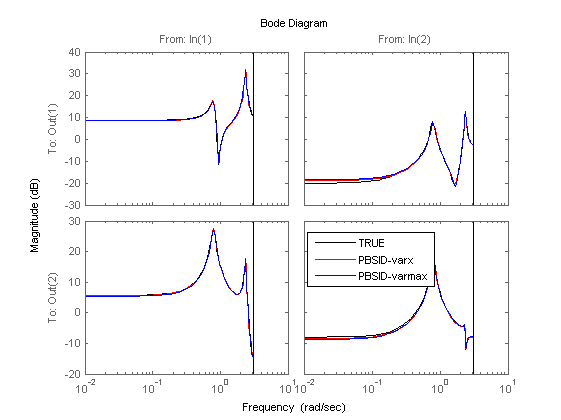 Bode Diagram
From: In(1)
From: In(2)
To: Out(1)
40
30
20
10
0
-10
-20
-30
To: Out(2)
30
20
10
0
-10
-20
TRUE
PBSID-varx
PBSID-varmax
10^-2
10^-1
10^0
10^1
10^-2
10^-1
10^0
10^1
Magnitude (dB)
Frequency (rad/sec)